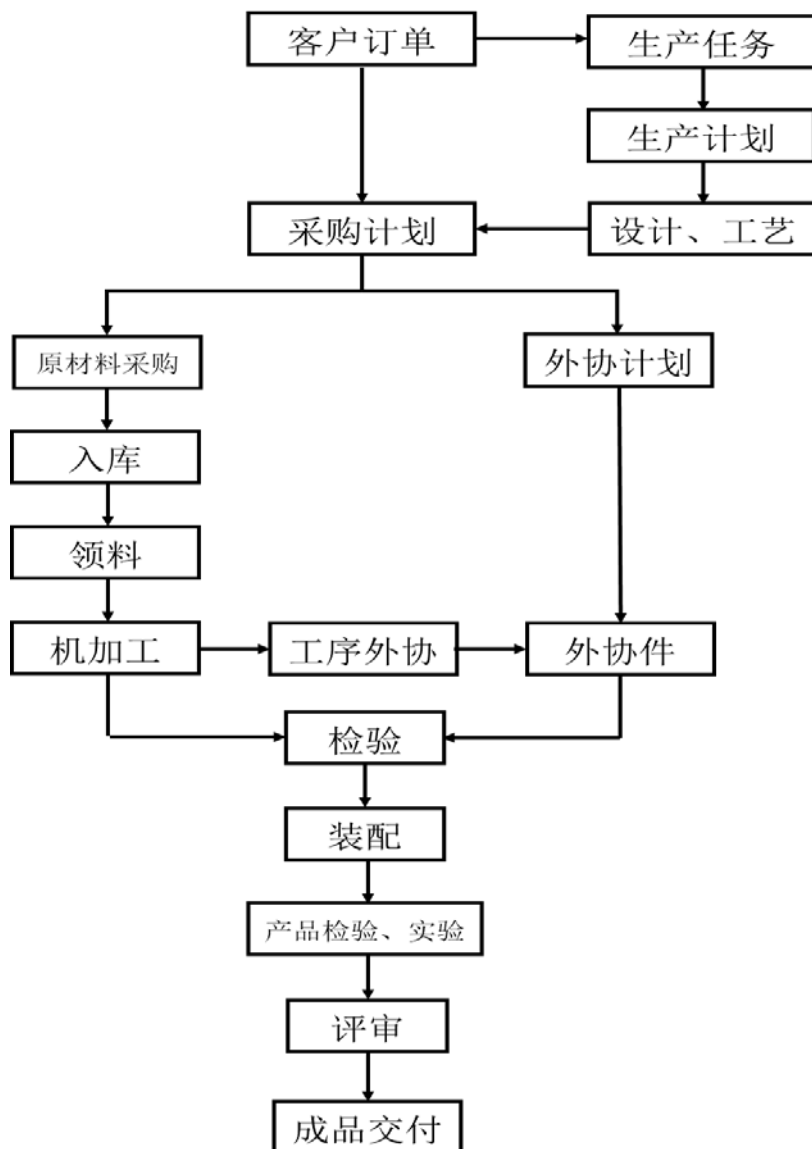 客户订单
生产任务
生产计划
采购计划
设计、工艺
原材料采购
外协计划
入库
领料
机加工
工序外协
外协件
检验
装配
产品检验、实验
评审
成品交付